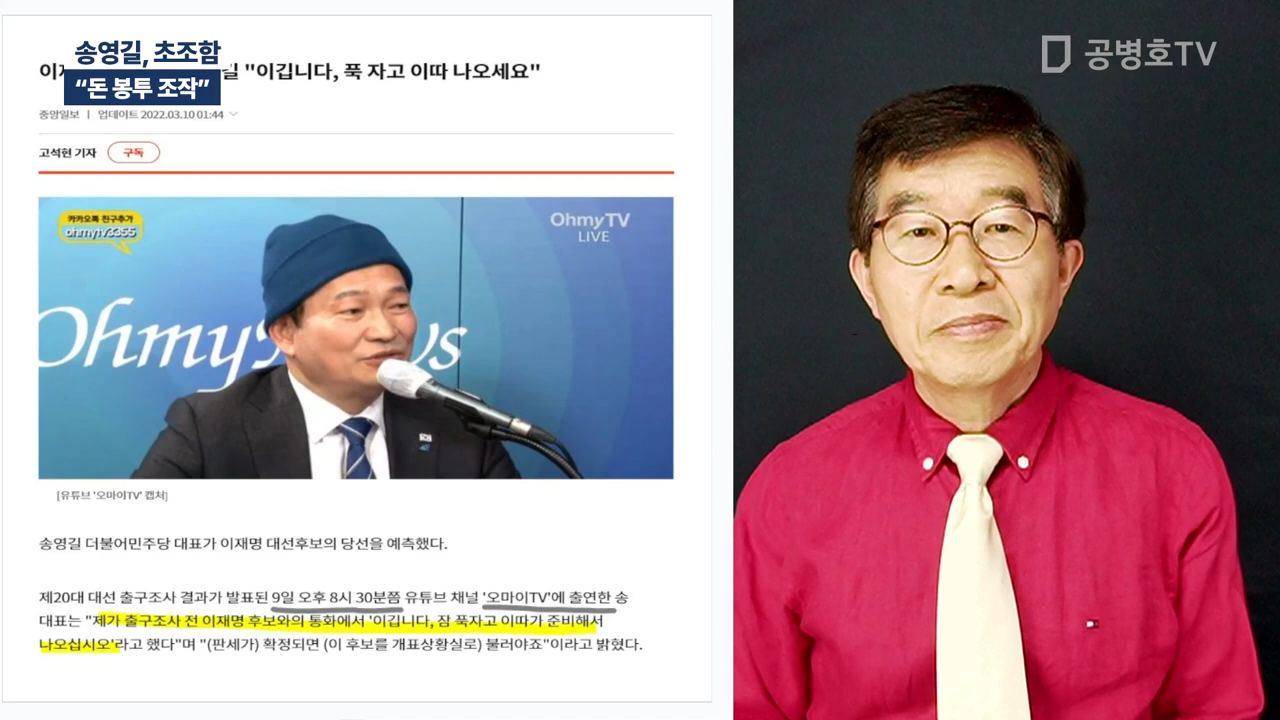 송영길, 초조함
“돈 봉투 조작”
공병호TV
"이깁니다, 푹 자고 이따 나오세요"
중앙일보 | 업데이트 2022.03.10 01:44
고석현 기자 구독
카카오톡 친구추가
ohmytv3355
OhmyTV
LIVE
[유튜브 '오마이TV' 캡처]
송영길 더불어민주당 대표가 이재명 대선후보의 당선을 예측했다.
제20대 대선 출구조사 결과가 발표된 9일 오후 8시 30분쯤 유튜브 채널 '오마이TV'에 출연한 송
대표는 "제가 출구조사 전 이재명 후보와의 통화에서 '이깁니다, 잠 푹자고 이따가 준비해서
나오십시오'라고 했다"며 "(판세가) 확정되면 (이 후보를 개표상황실로) 불러야죠"이라고 밝혔다.